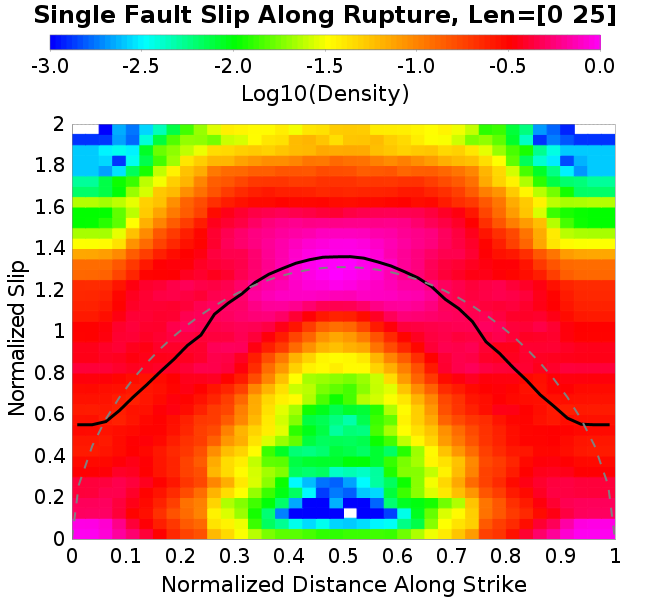 Single Fault Slip Along Rupture, Len=[0 25]
-3.0 -2.5 -2.0 -1.5 -1.0 -0.5 0.0
Log10(Density)
2
1.8
1.6
1.4
1.2
1
0.8
0.6
0.4
0.2
0
Normalized Slip
0 0.1 0.2 0.3 0.4 0.5 0.6 0.7 0.8 0.9 1
Normalized Distance Along Strike